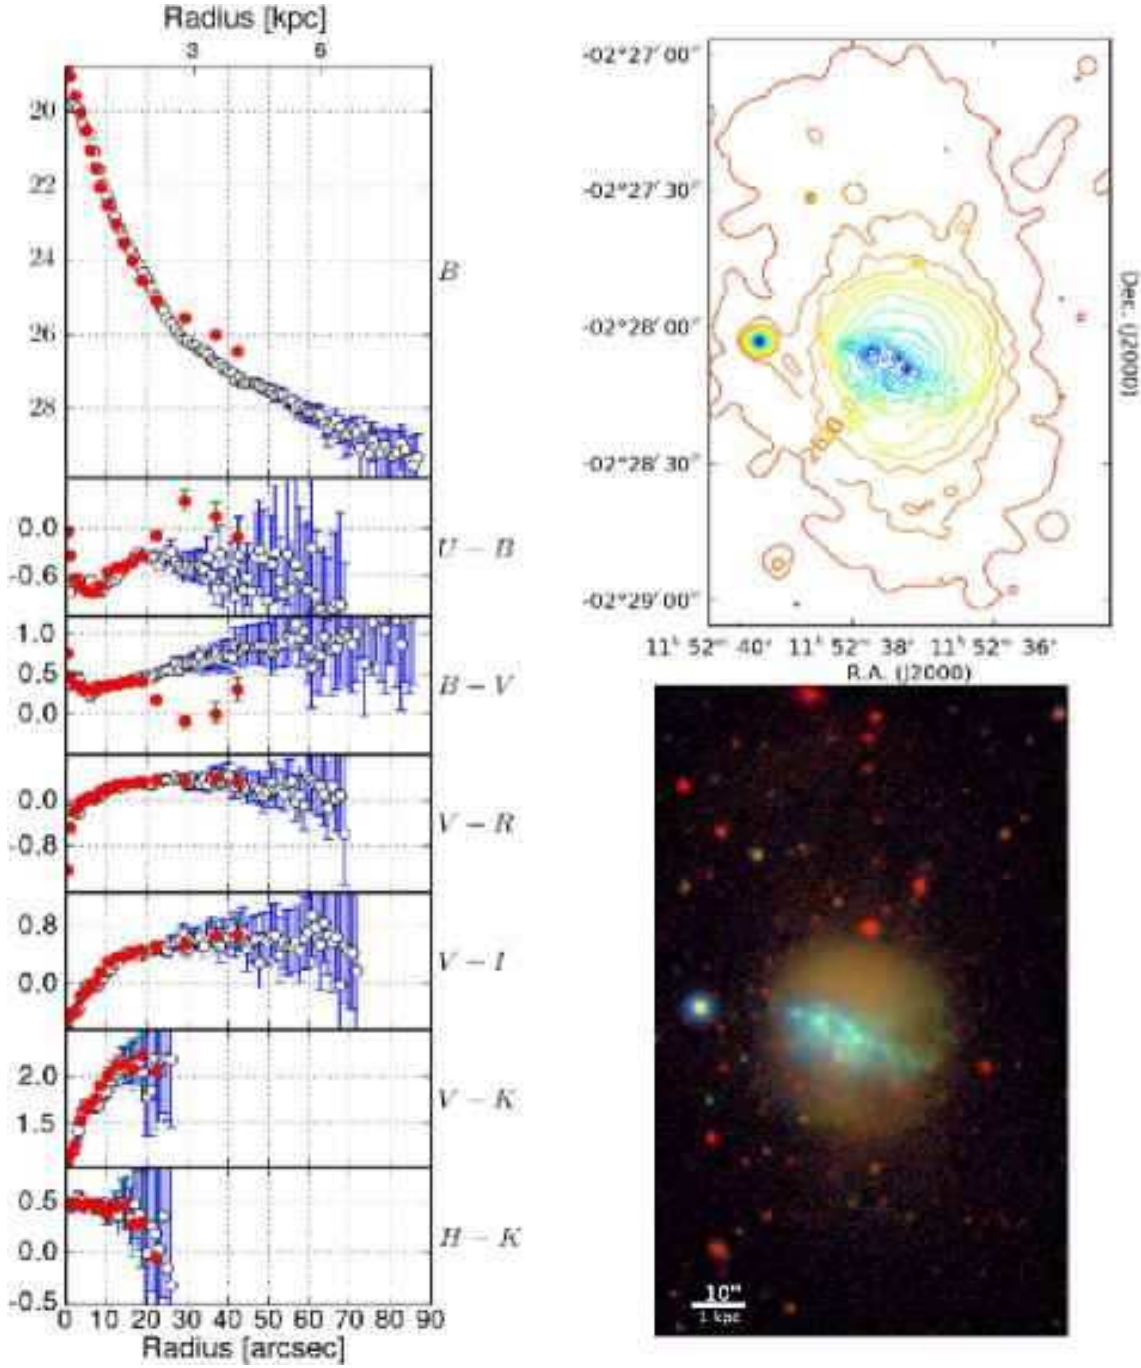 Radius [kpc]
3 6
20
22
24
26
28
B
0.0
-0.6
U − B
1.0
0.5
0.0
B − V
0.0
-0.8
V − R
0.8
0.0
V − I
2.0
1.5
V − K
0.5
0.0
-0.5
H − K
0 10 20 30 40 50 60 70 80 90
Radius [arcsec]
-02°27′00″
-02°27′30″
-02°28′00″
-02°28′30″
-02°29′00″
Dec. (J2000)
11ʰ 52ᵐ 40ˢ 11ʰ 52ᵐ 38ˢ 11ʰ 52ᵐ 36ˢ
R.A. (J2000)
10"
1 kpc